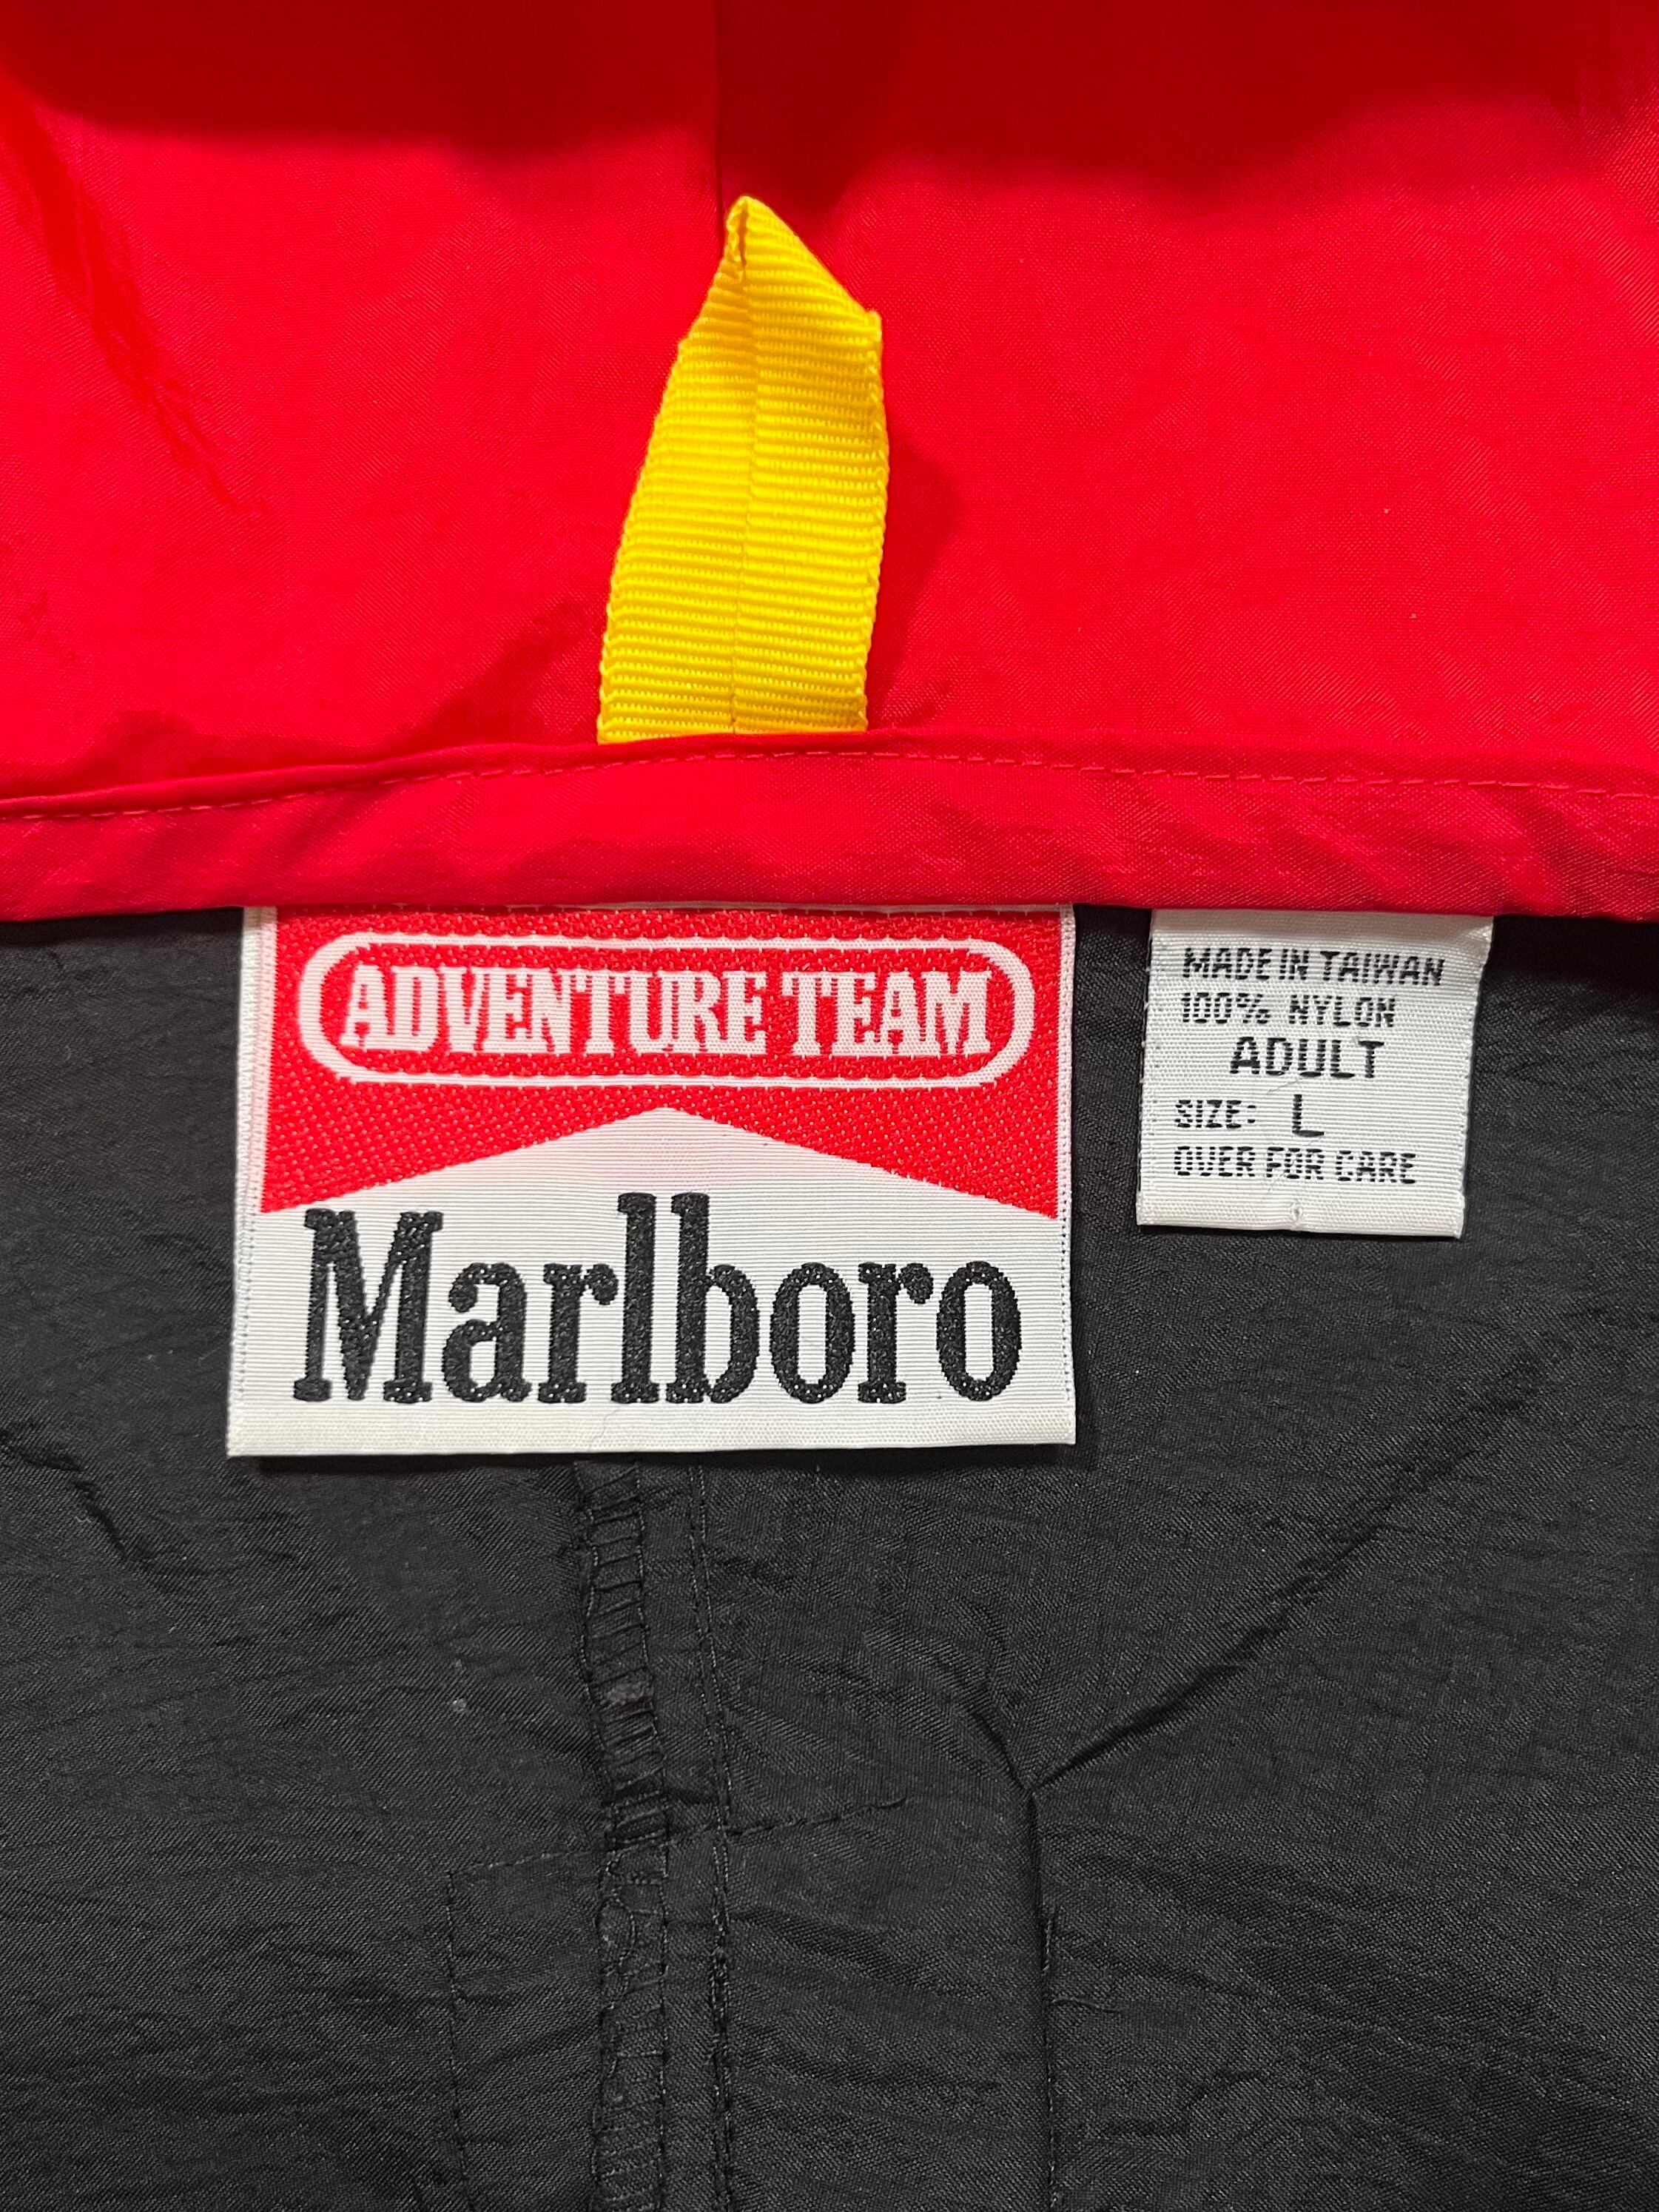 ADVENTURE TEAM
Marlboro
MADE IN TAIWAN
100% NYLON
ADULT
SIZE: L
OVER FOR CARE